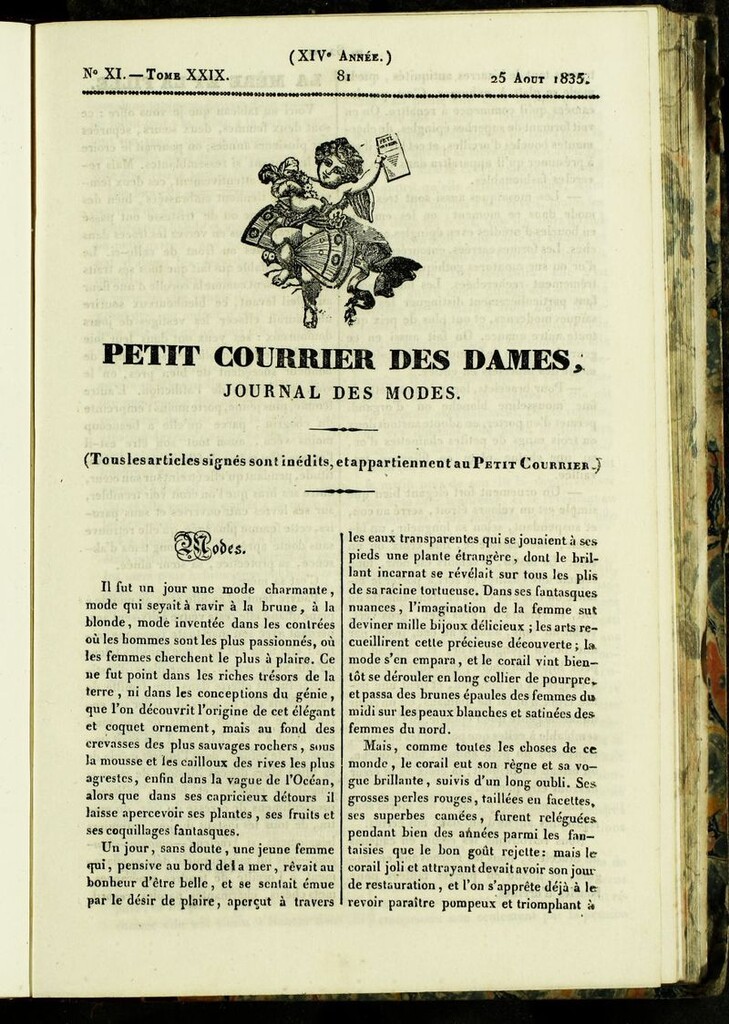 (XIVe Année.)
No XI. — Tome XXIX. 81 25 Aout 1835.
PETIT COURRIER DES DAMES,
JOURNAL DES MODES.
(Tous les articles signés sont inédits, et appartiennent au Petit Courrier.)
Modes.
Il fut un jour une mode charmante,
mode qui seyait à ravir à la brune, à la
blonde, mode inventée dans les contrées
où les hommes sont les plus passionnés, où
les femmes cherchent le plus à plaire. Ce
ne fut point dans les riches trésors de la
terre, ni dans les conceptions du génie,
que l'on découvrit l'origine de cet élégant
et coquet ornement, mais au fond des
crevasses des plus sauvages rochers, sous
la mousse et les cailloux des rives les plus
agrestes, enfin dans la vague de l'Océan,
alors que dans ses capricieux détours il
laisse apercevoir ses plantes, ses fruits et
ses coquillages fantasques.
Un jour, sans doute, une jeune femme
qui, pensive au bord de la mer, rêvait au
bonheur d'être belle, et se sentait émue
par le désir de plaire, aperçut à travers
les eaux transparentes qui se jouaient à ses
pieds une plante étrangère, dont le bril-
lant incarnat se révélait sur tous les plis
de sa racine tortueuse. Dans ses fantasques
nuances, l'imagination de la femme sut
deviner mille bijoux délicieux; les arts re-
cueillirent cette précieuse découverte; la
mode s'en empara, et le corail vint bien-
tôt se dérouler en long collier de pourpre,
et passa des brunes épaules des femmes du
midi sur les peaux blanches et satinées des
femmes du nord.
Mais, comme toutes les choses de ce
monde, le corail eut son règne et sa vo-
gue brillante, suivis d'un long oubli. Ses
grosses perles rouges, taillées en facettes,
ses superbes camées, furent reléguées
pendant bien des années parmi les fan-
taisies que le bon goût rejette: mais le
corail joli et attrayant devait avoir son jour
de restauration, et l'on s'apprête déjà à le
revoir paraître pompeux et triomphant à